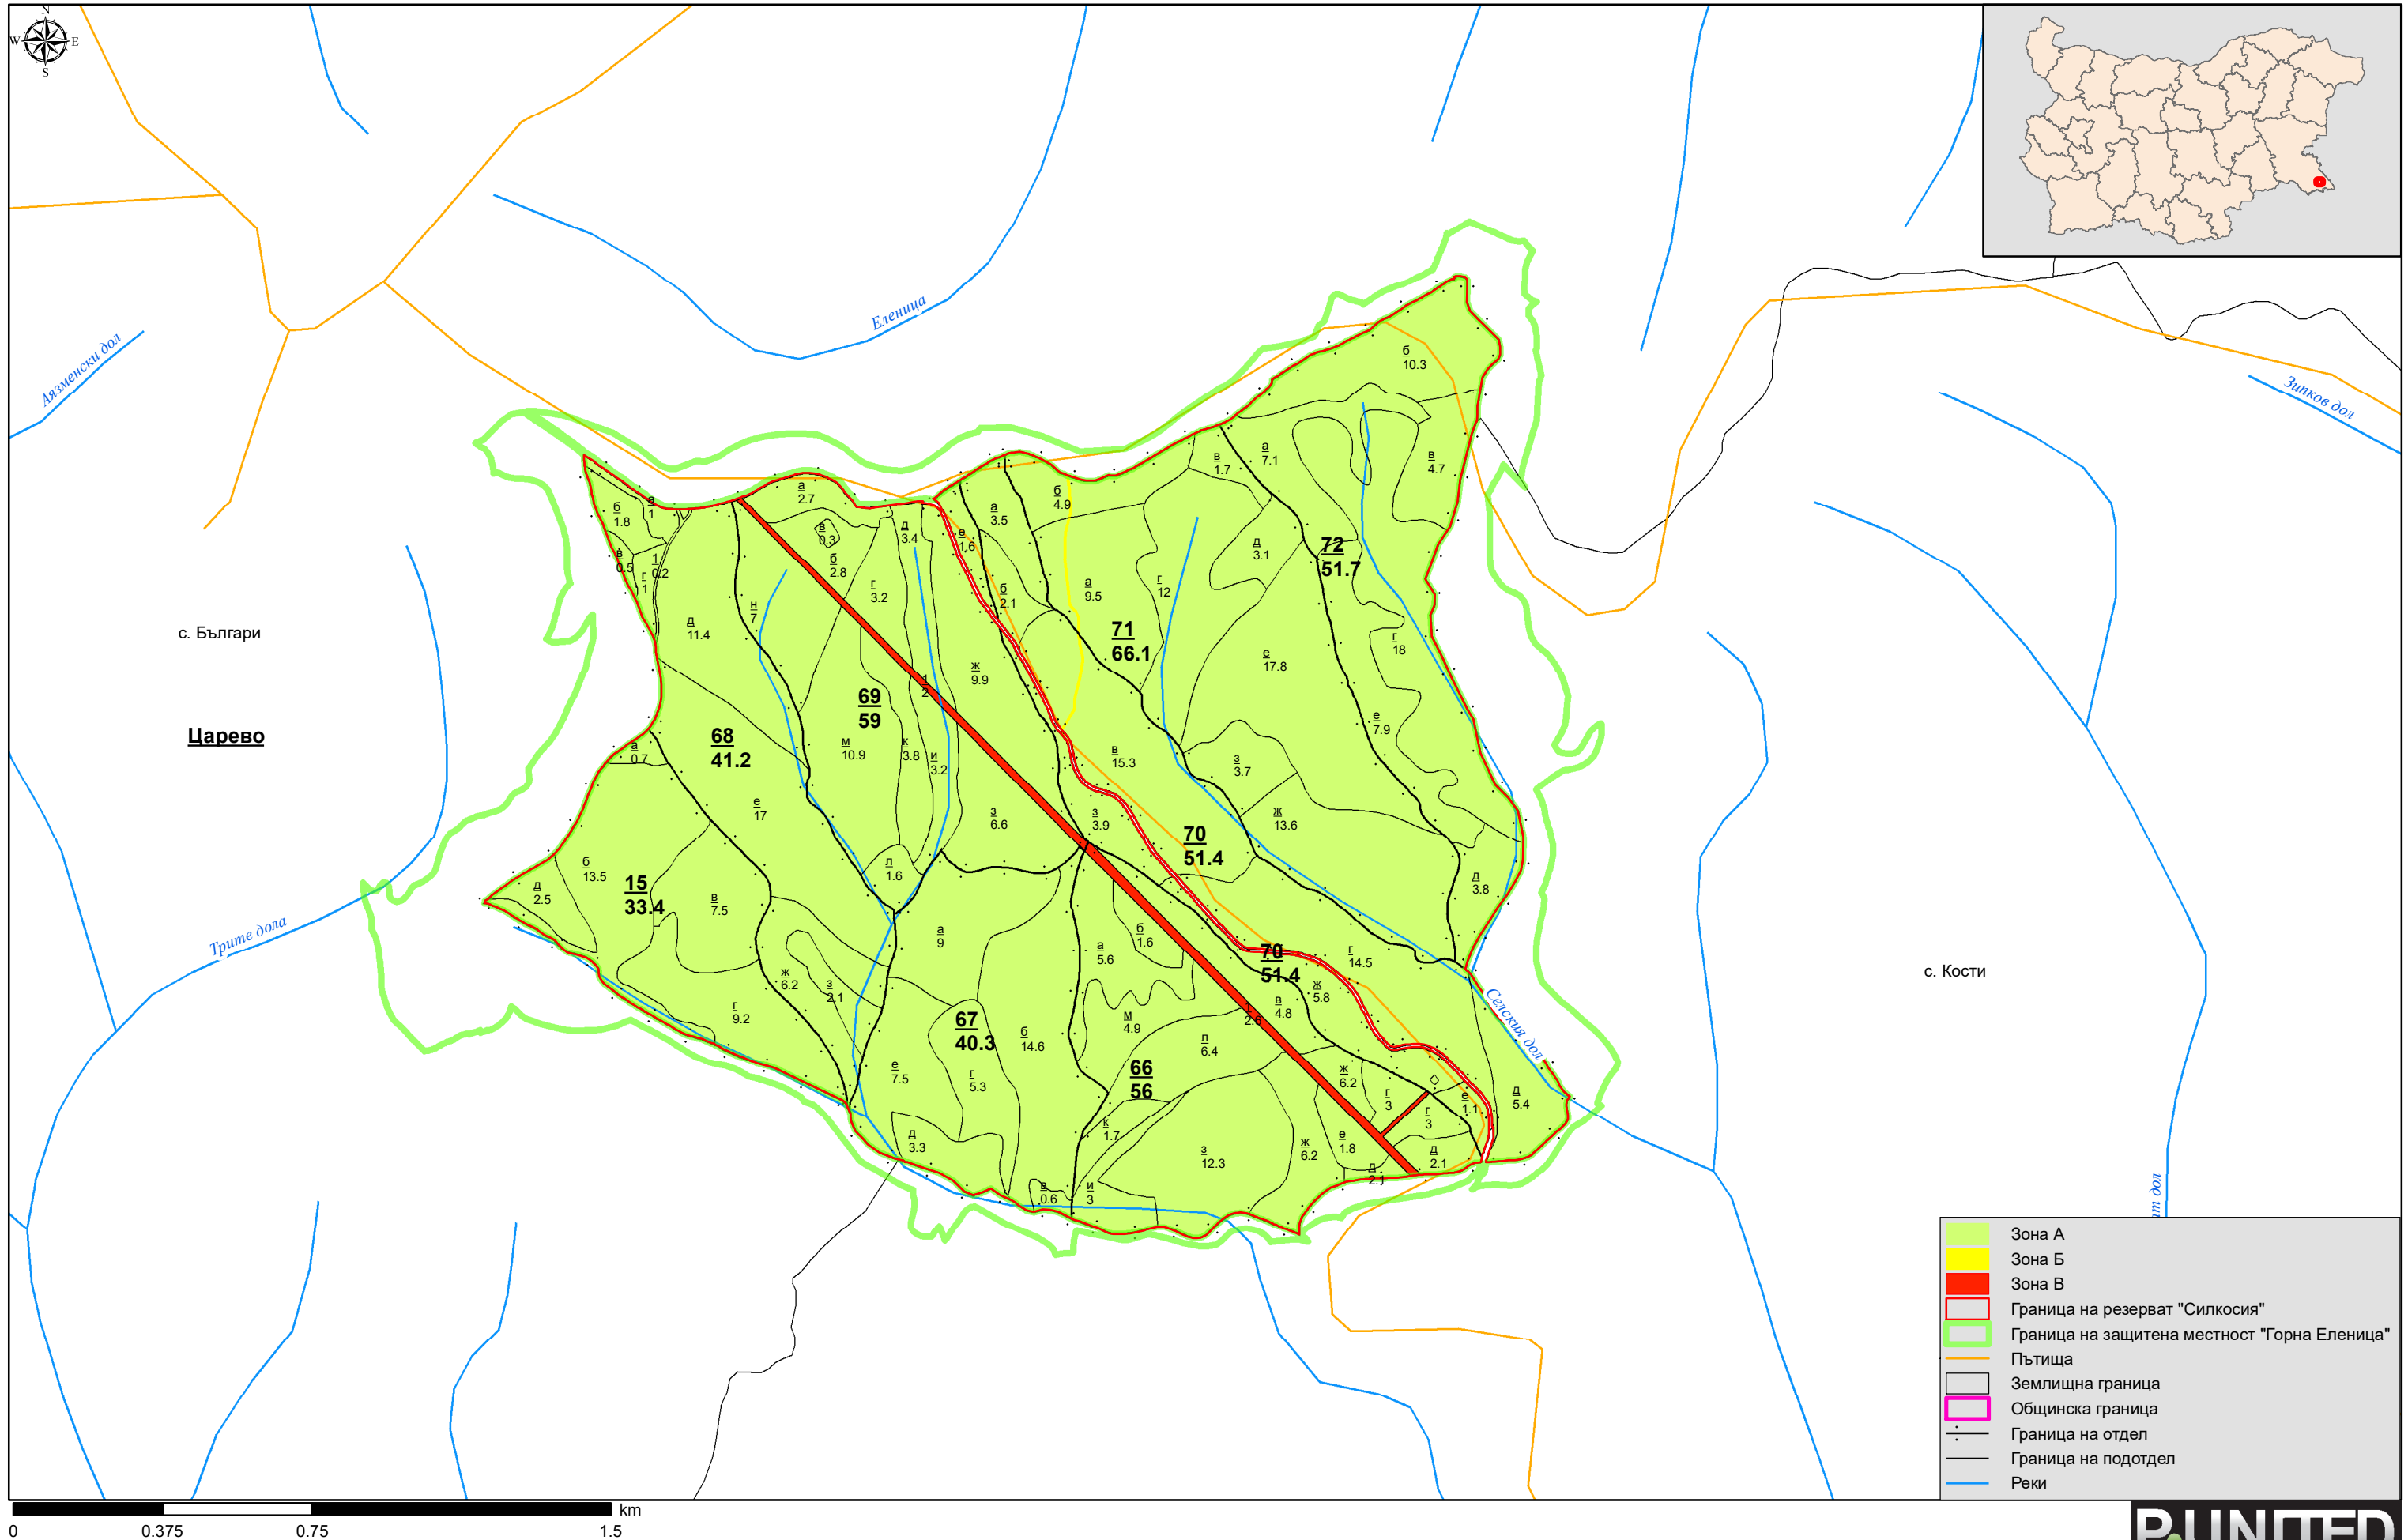 N
W
E
S
Еленица
Аязменски дол
Зипков дол
б
10.3
а
7.1
в
1.7
в
4.7
а
2.7
б
4.9
а
3.5
а
1
б
1.8
в
0.3
д
3.4
е
1.6
д
3.1
72
51.7
в
0.5
1
0.2
г
1
б
2.8
г
3.2
б
2.1
а
9.5
г
12
н
7
д
11.4
71
66.1
с. Българи
г
18
е
17.8
ж
9.9
1
2
69
59
е
7.9
Царево
68
41.2
а
0.7
м
10.9
к
3.8
и
3.2
в
15.3
з
3.7
е
17
з
6.6
з
3.9
ж
13.6
70
51.4
б
13.5
л
1.6
д
2.5
15
33.4
в
7.5
д
3.8
Трите дола
а
9
а
5.6
б
1.6
70
51.4
г
14.5
с. Кости
ж
6.2
з
2.1
ж
5.8
г
9.2
67
40.3
б
14.6
м
4.9
1
2.6
в
4.8
Селския дол
л
6.4
е
7.5
г
5.3
66
56
ж
6.2
г
3
г
3
е
1.1
д
5.4
д
3.3
к
1.7
з
12.3
ж
6.2
е
1.8
д
2.1
д
2.1
в
0.6
и
3
дол
Зона А
Зона Б
Зона В
Граница на резерват "Силкосия"
Граница на защитена местност "Горна Еленица"
Пътища
Землищна граница
Общинска граница
Граница на отдел
Граница на подотдел
Реки
km
0
0.375
0.75
1.5
P.UNITED